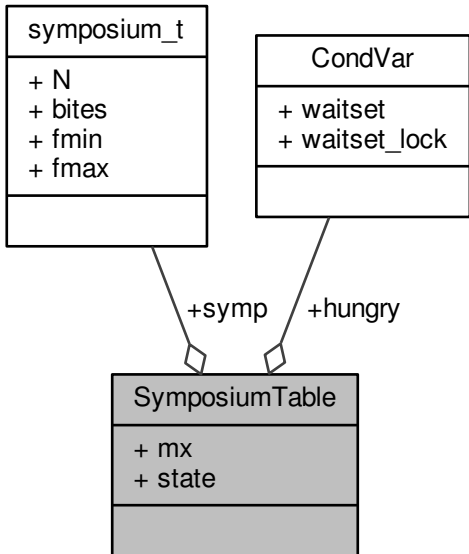 symposium_t
+ N
+ bites
+ fmin
+ fmax
CondVar
+ waitset
+ waitset_lock
+symp
+hungry
SymposiumTable
+ mx
+ state